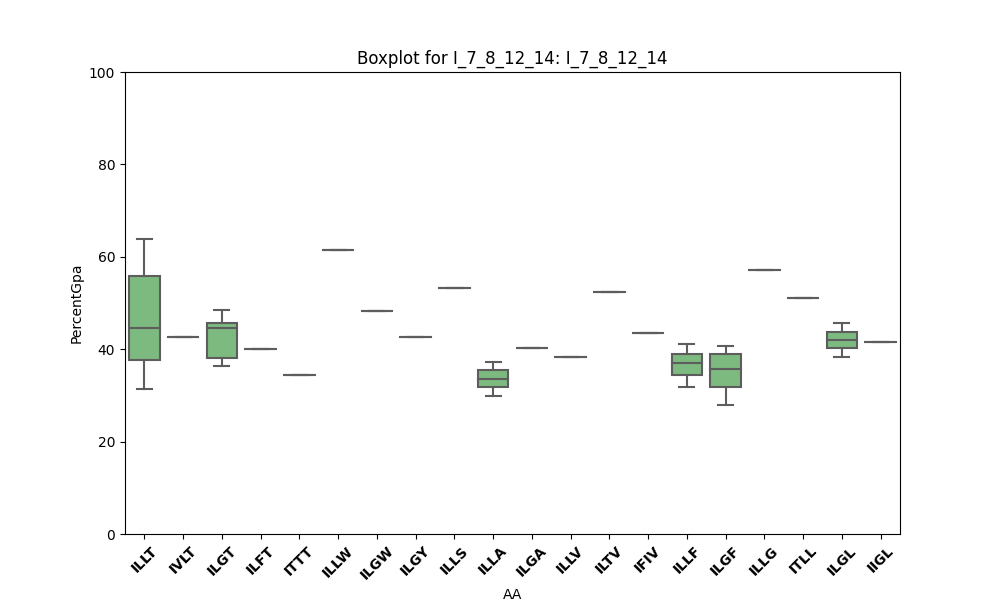 Boxplot for I_7_8_12_14: I_7_8_12_14
100
80
60
40
20
0
PercentGpa
ILLT IVLT ILGT ILFT ITTT ILLW ILGW ILGY ILLS ILLA ILGA ILLV ILTV IFIV ILLF ILGF ILLG ITLL ILGL IIGL
AA